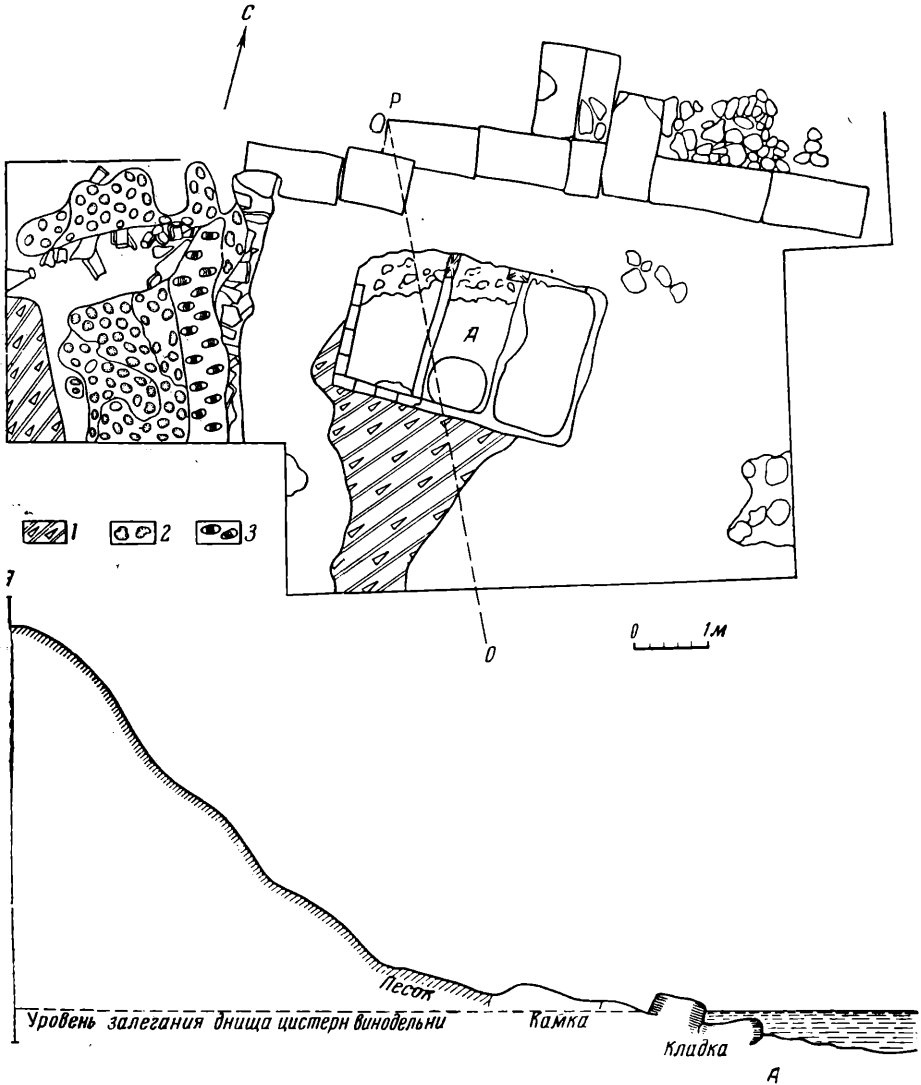 С
Р
А
1
2
3
О
0 1м
Песок
Уровень залегания днища цистерн винодельни
Камка
Кладка
А